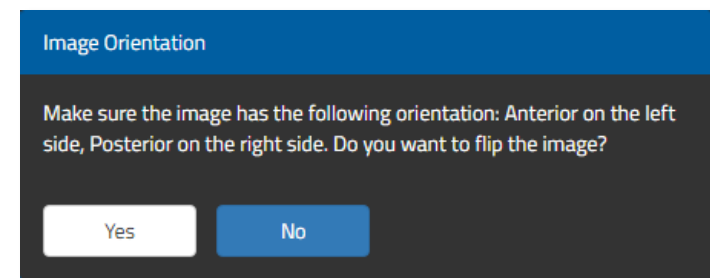 Image Orientation
Make sure the image has the following orientation: Anterior on the left
side, Posterior on the right side. Do you want to flip the image?
Yes
No